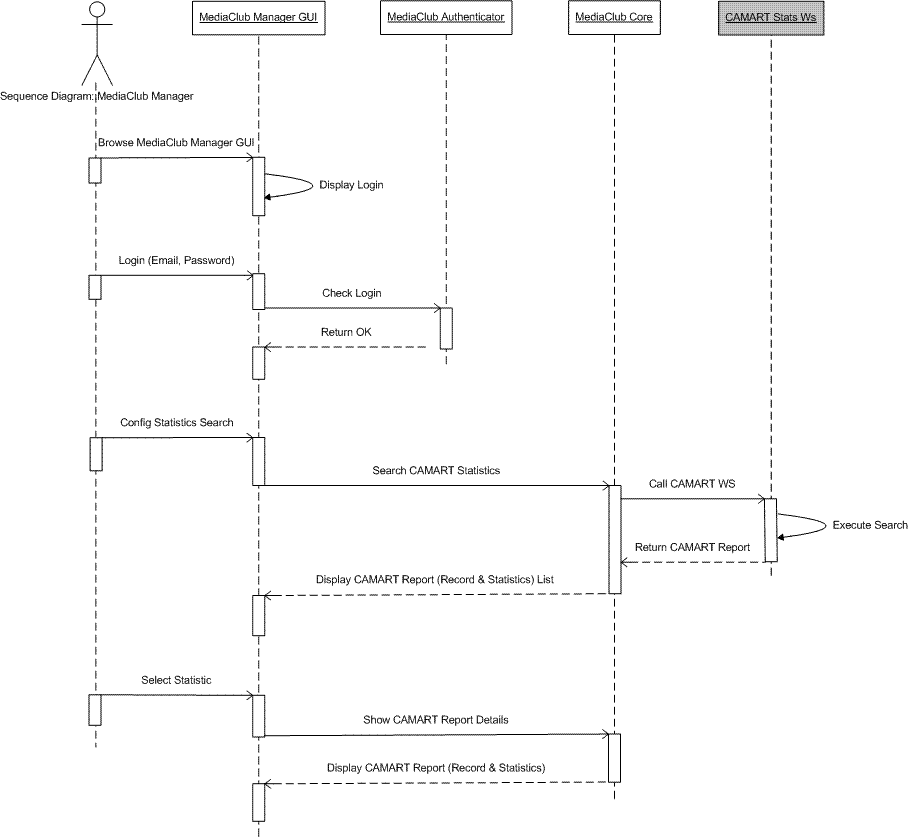 MediaClub Manager GUI
MediaClub Authenticator
MediaClub Core
CAMART Stats Ws
Sequence Diagram: MediaClub Manager
Browse MediaClub Manager GUI
Display Login
Login (Email, Password)
Check Login
Return OK
Config Statistics Search
Search CAMART Statistics
Call CAMART WS
Execute Search
Return CAMART Report
Display CAMART Report (Record & Statistics) List
Select Statistic
Show CAMART Report Details
Display CAMART Report (Record & Statistics)